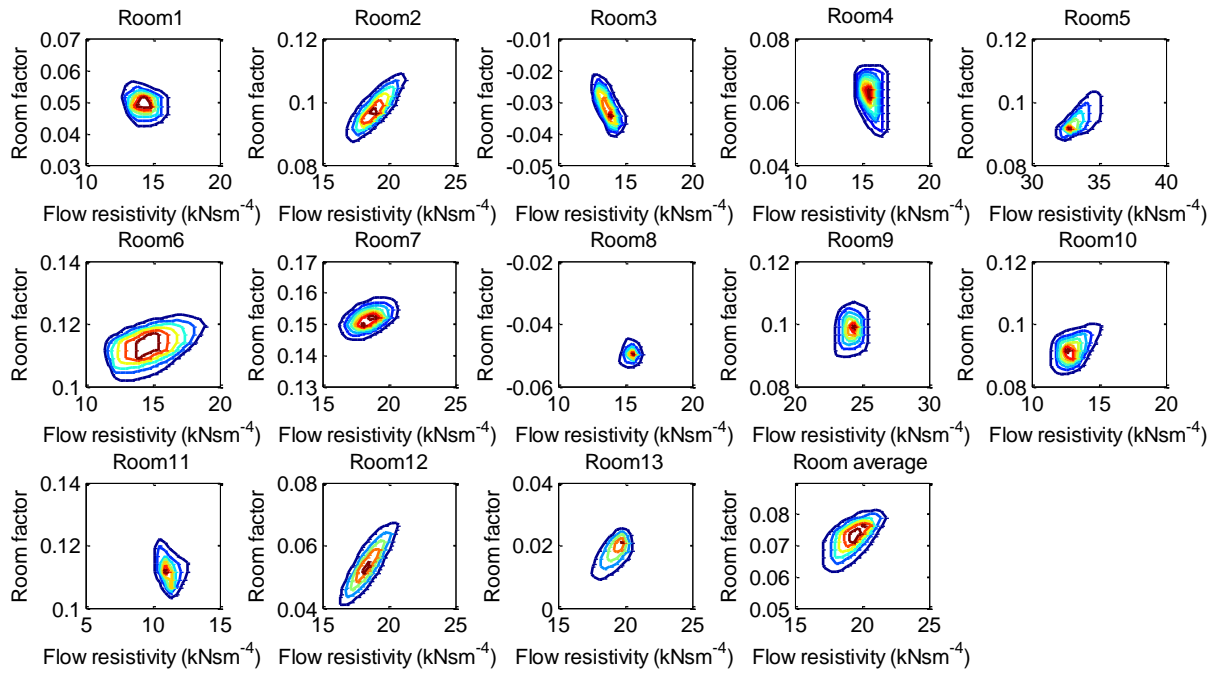 Room1
0.07
0.06
0.05
0.04
0.03
Room factor
10 15 20
Flow resistivity (kNsm-4)
Room2
0.12
0.1
0.08
Room factor
15 20 25
Flow resistivity (kNsm-4)
Room3
-0.01
-0.02
-0.03
-0.04
-0.05
Room factor
10 15 20
Flow resistivity (kNsm-4)
Room4
0.08
0.06
0.04
Room factor
10 15 20
Flow resistivity (kNsm-4)
Room5
0.12
0.1
0.08
Room factor
30 35 40
Flow resistivity (kNsm-4)
Room6
0.14
0.12
0.1
Room factor
10 15 20
Flow resistivity (kNsm-4)
Room7
0.17
0.16
0.15
0.14
0.13
Room factor
15 20 25
Flow resistivity (kNsm-4)
Room8
-0.02
-0.04
-0.06
Room factor
10 15 20
Flow resistivity (kNsm-4)
Room9
0.12
0.1
0.08
Room factor
20 25 30
Flow resistivity (kNsm-4)
Room10
0.12
0.1
0.08
Room factor
10 15 20
Flow resistivity (kNsm-4)
Room11
0.14
0.12
0.1
Room factor
5 10 15
Flow resistivity (kNsm-4)
Room12
0.08
0.06
0.04
Room factor
15 20 25
Flow resistivity (kNsm-4)
Room13
0.04
0.02
0
Room factor
15 20 25
Flow resistivity (kNsm-4)
Room average
0.08
0.07
0.06
0.05
Room factor
15 20 25
Flow resistivity (kNsm-4)